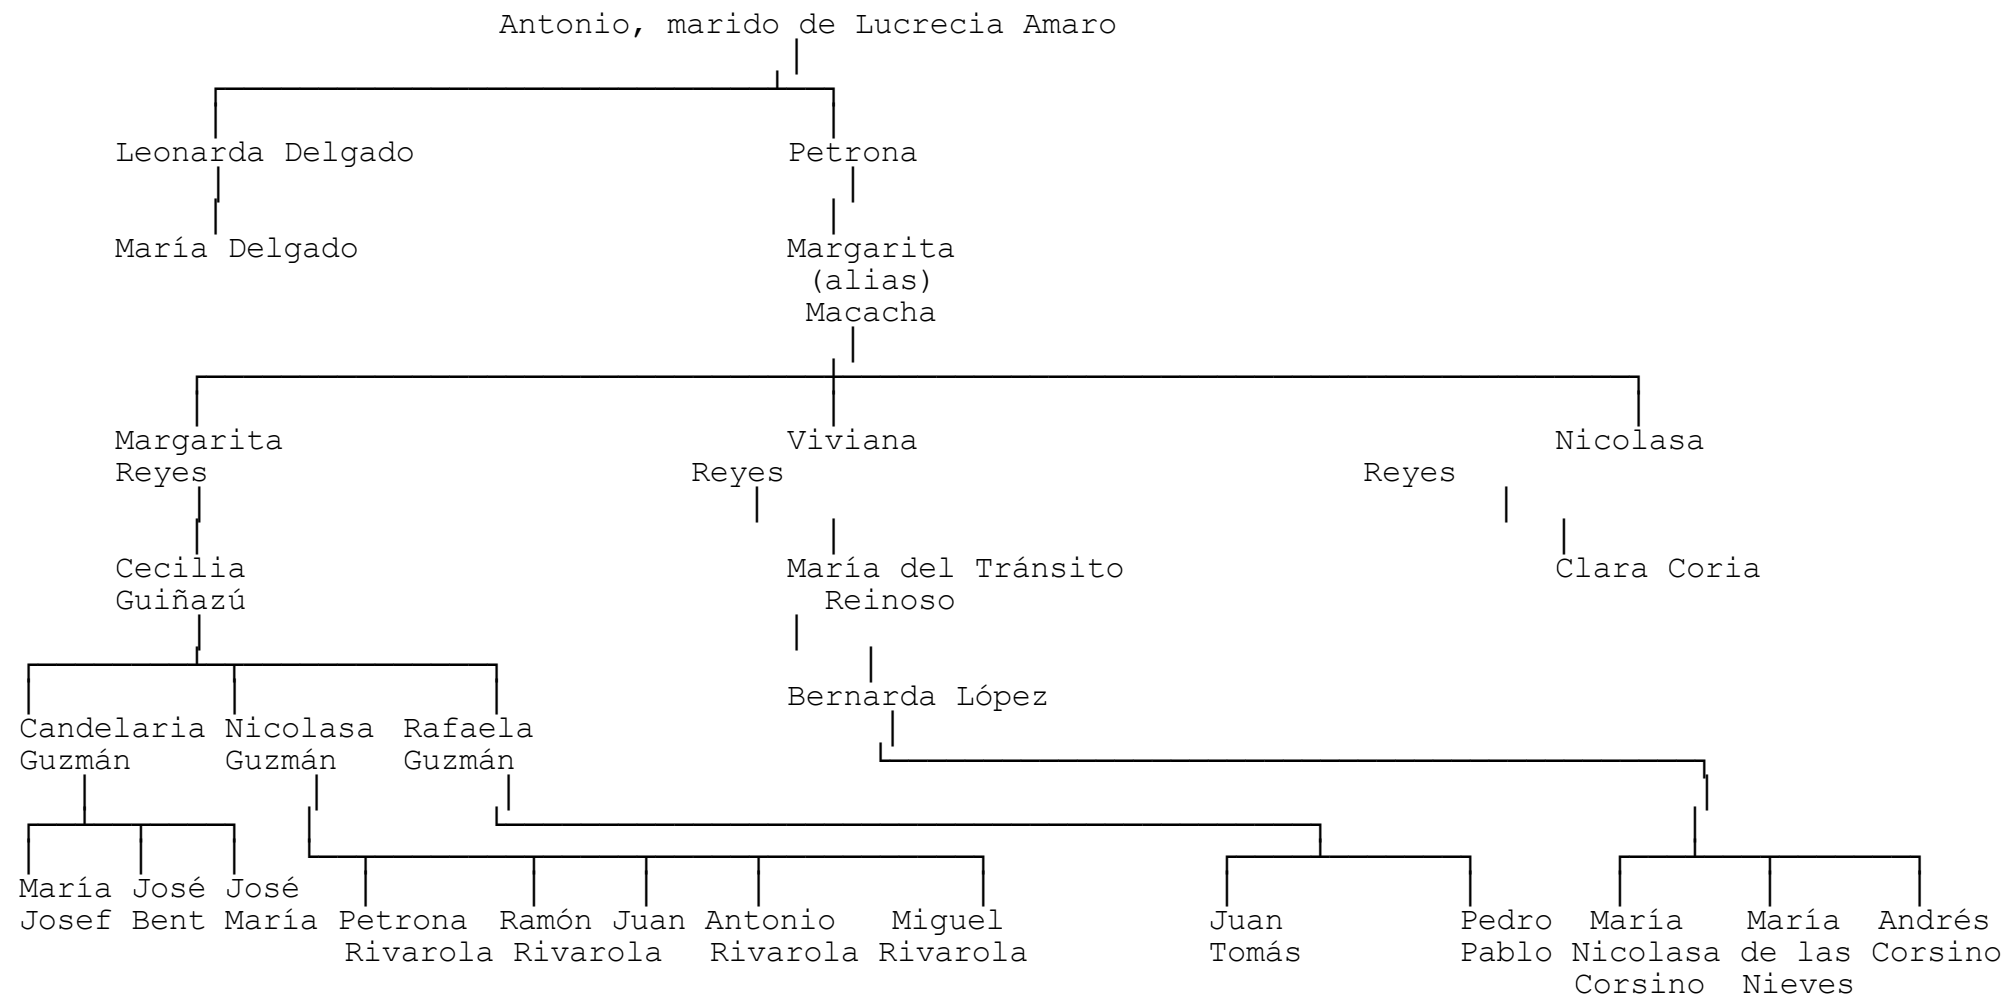 Antonio, marido de Lucrecia Amaro
Leonarda Delgado Petrona
María Delgado Margarita
(alias)
Macacha
Margarita Viviana Nicolasa
Reyes Reyes Reyes
Cecilia María del Tránsito Clara Coria
Guiñazú Reinoso
Bernarda López
Candelaria Nicolasa Rafaela
Guzmán Guzmán Guzmán
María José José
Josef Bent María Petrona Ramón Juan Antonio Miguel Juan Pedro María María Andrés
Rivarola Rivarola Rivarola Rivarola Tomás Pablo Nicolasa de las Corsino
Corsino Nieves